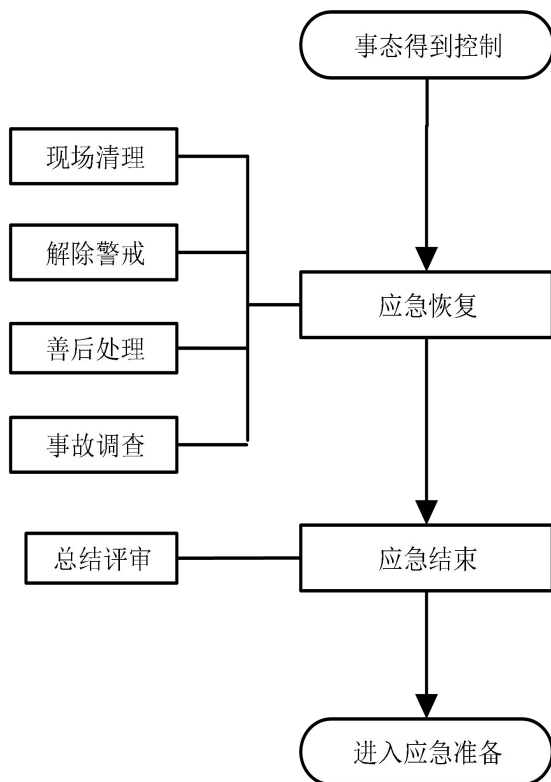 事态得到控制
现场清理
解除警戒
应急恢复
善后处理
事故调查
总结评审
应急结束
进入应急准备